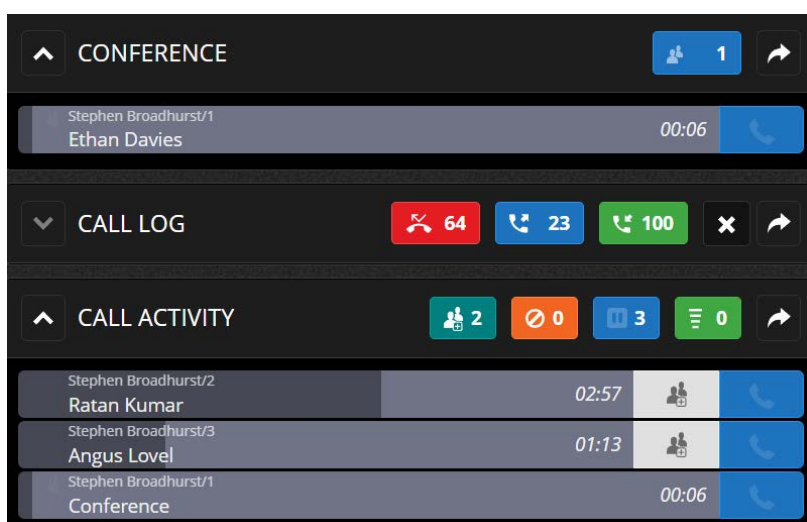 CONFERENCE 1
Stephen Broadhurst/1
Ethan Davies 00:06
CALL LOG 64 23 100
CALL ACTIVITY 2 0 3 0
Stephen Broadhurst/2
Ratan Kumar 02:57
Stephen Broadhurst/3
Angus Lovel 01:13
Stephen Broadhurst/1
Conference 00:06